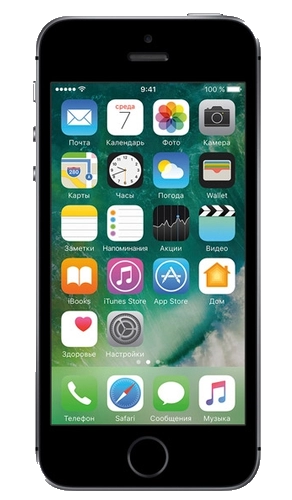 9:41
100 %
среда
7
Почта Календарь Фото Камера
280
Карты Часы Погода Wallet
Заметки Напоминания Акции Видео
iBooks iTunes Store App Store Дом
Здоровье Настройки
Телефон Safari Сообщения Музыка